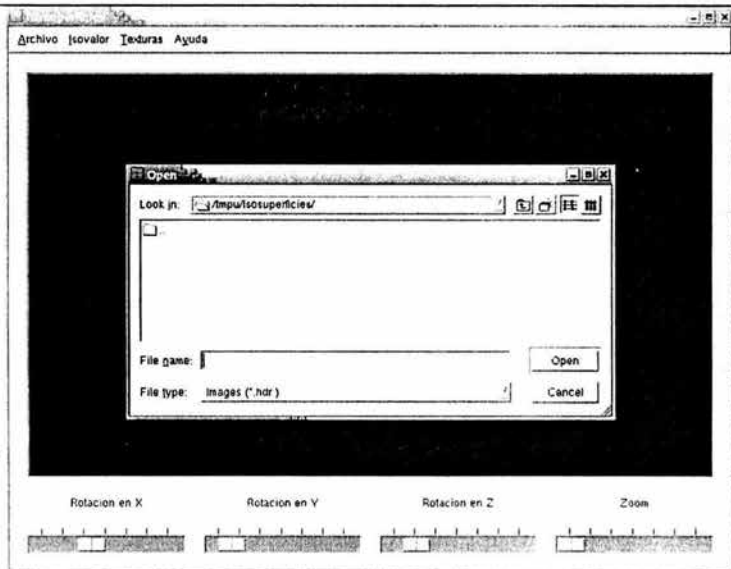 Archivo Isovalor Texturas Ayuda
Open
Look in: /tmpu/isosuperficies/
..
File name:
Open
File type: Images (*.hdr )
Cancel
Rotacion en X Rotacion en Y Rotacion en Z Zoom